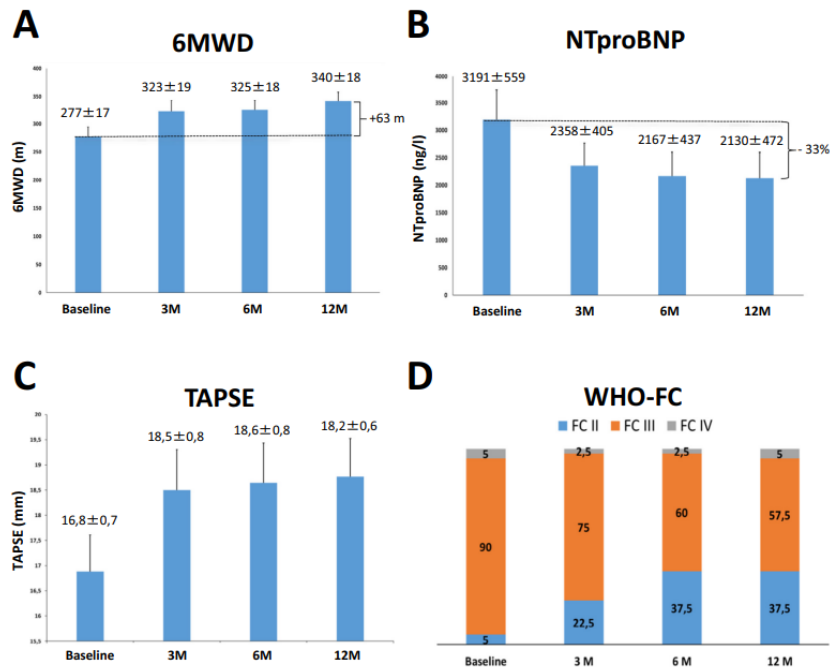 A
6MWD
6MWD (m)
400
350
300
250
200
150
100
50
0
277±17
323±19
325±18
340±18
+63 m
Baseline 3M 6M 12M
B
NTproBNP
NTproBNP (ng/l)
4000
3500
3000
2500
2000
1500
1000
500
0
3191±559
2358±405
2167±437
2130±472
- 33%
Baseline 3M 6M 12M
C
TAPSE
TAPSE (mm)
20
19,5
19
18,5
18
17,5
17
16,5
16
15,5
16,8±0,7
18,5±0,8
18,6±0,8
18,2±0,6
Baseline 3M 6M 12M
D
WHO-FC
FC II FC III FC IV
5 2,5 2,5 5
90 75 60 57,5
5 22,5 37,5 37,5
Baseline 3 M 6 M 12 M